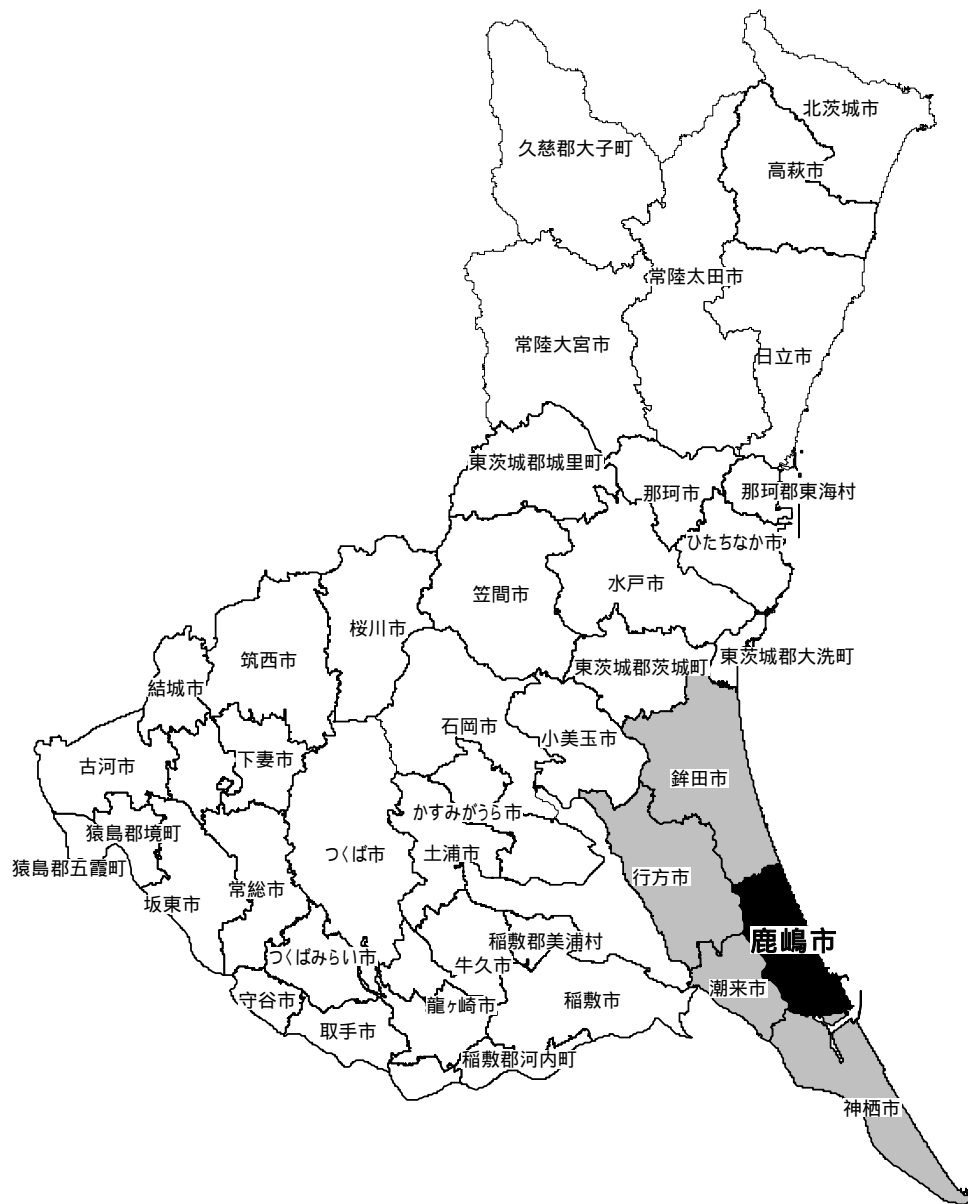 北茨城市
久慈郡大子町
高萩市
常陸太田市
常陸大宮市
日立市
東茨城郡城里町
那珂市
那珂郡東海村
ひたちなか市
水戸市
笠間市
桜川市
東茨城郡大洗町
東茨城郡茨城町
筑西市
結城市
石岡市
小美玉市
下妻市
古河市
鉾田市
かすみがうら市
猿島郡境町
つくば市
土浦市
猿島郡五霞町
行方市
常総市
坂東市
鹿嶋市
稲敷郡美浦村
つくばみらい市
牛久市
潮来市
守谷市
龍ヶ崎市
稲敷市
取手市
稲敷郡河内町
神栖市